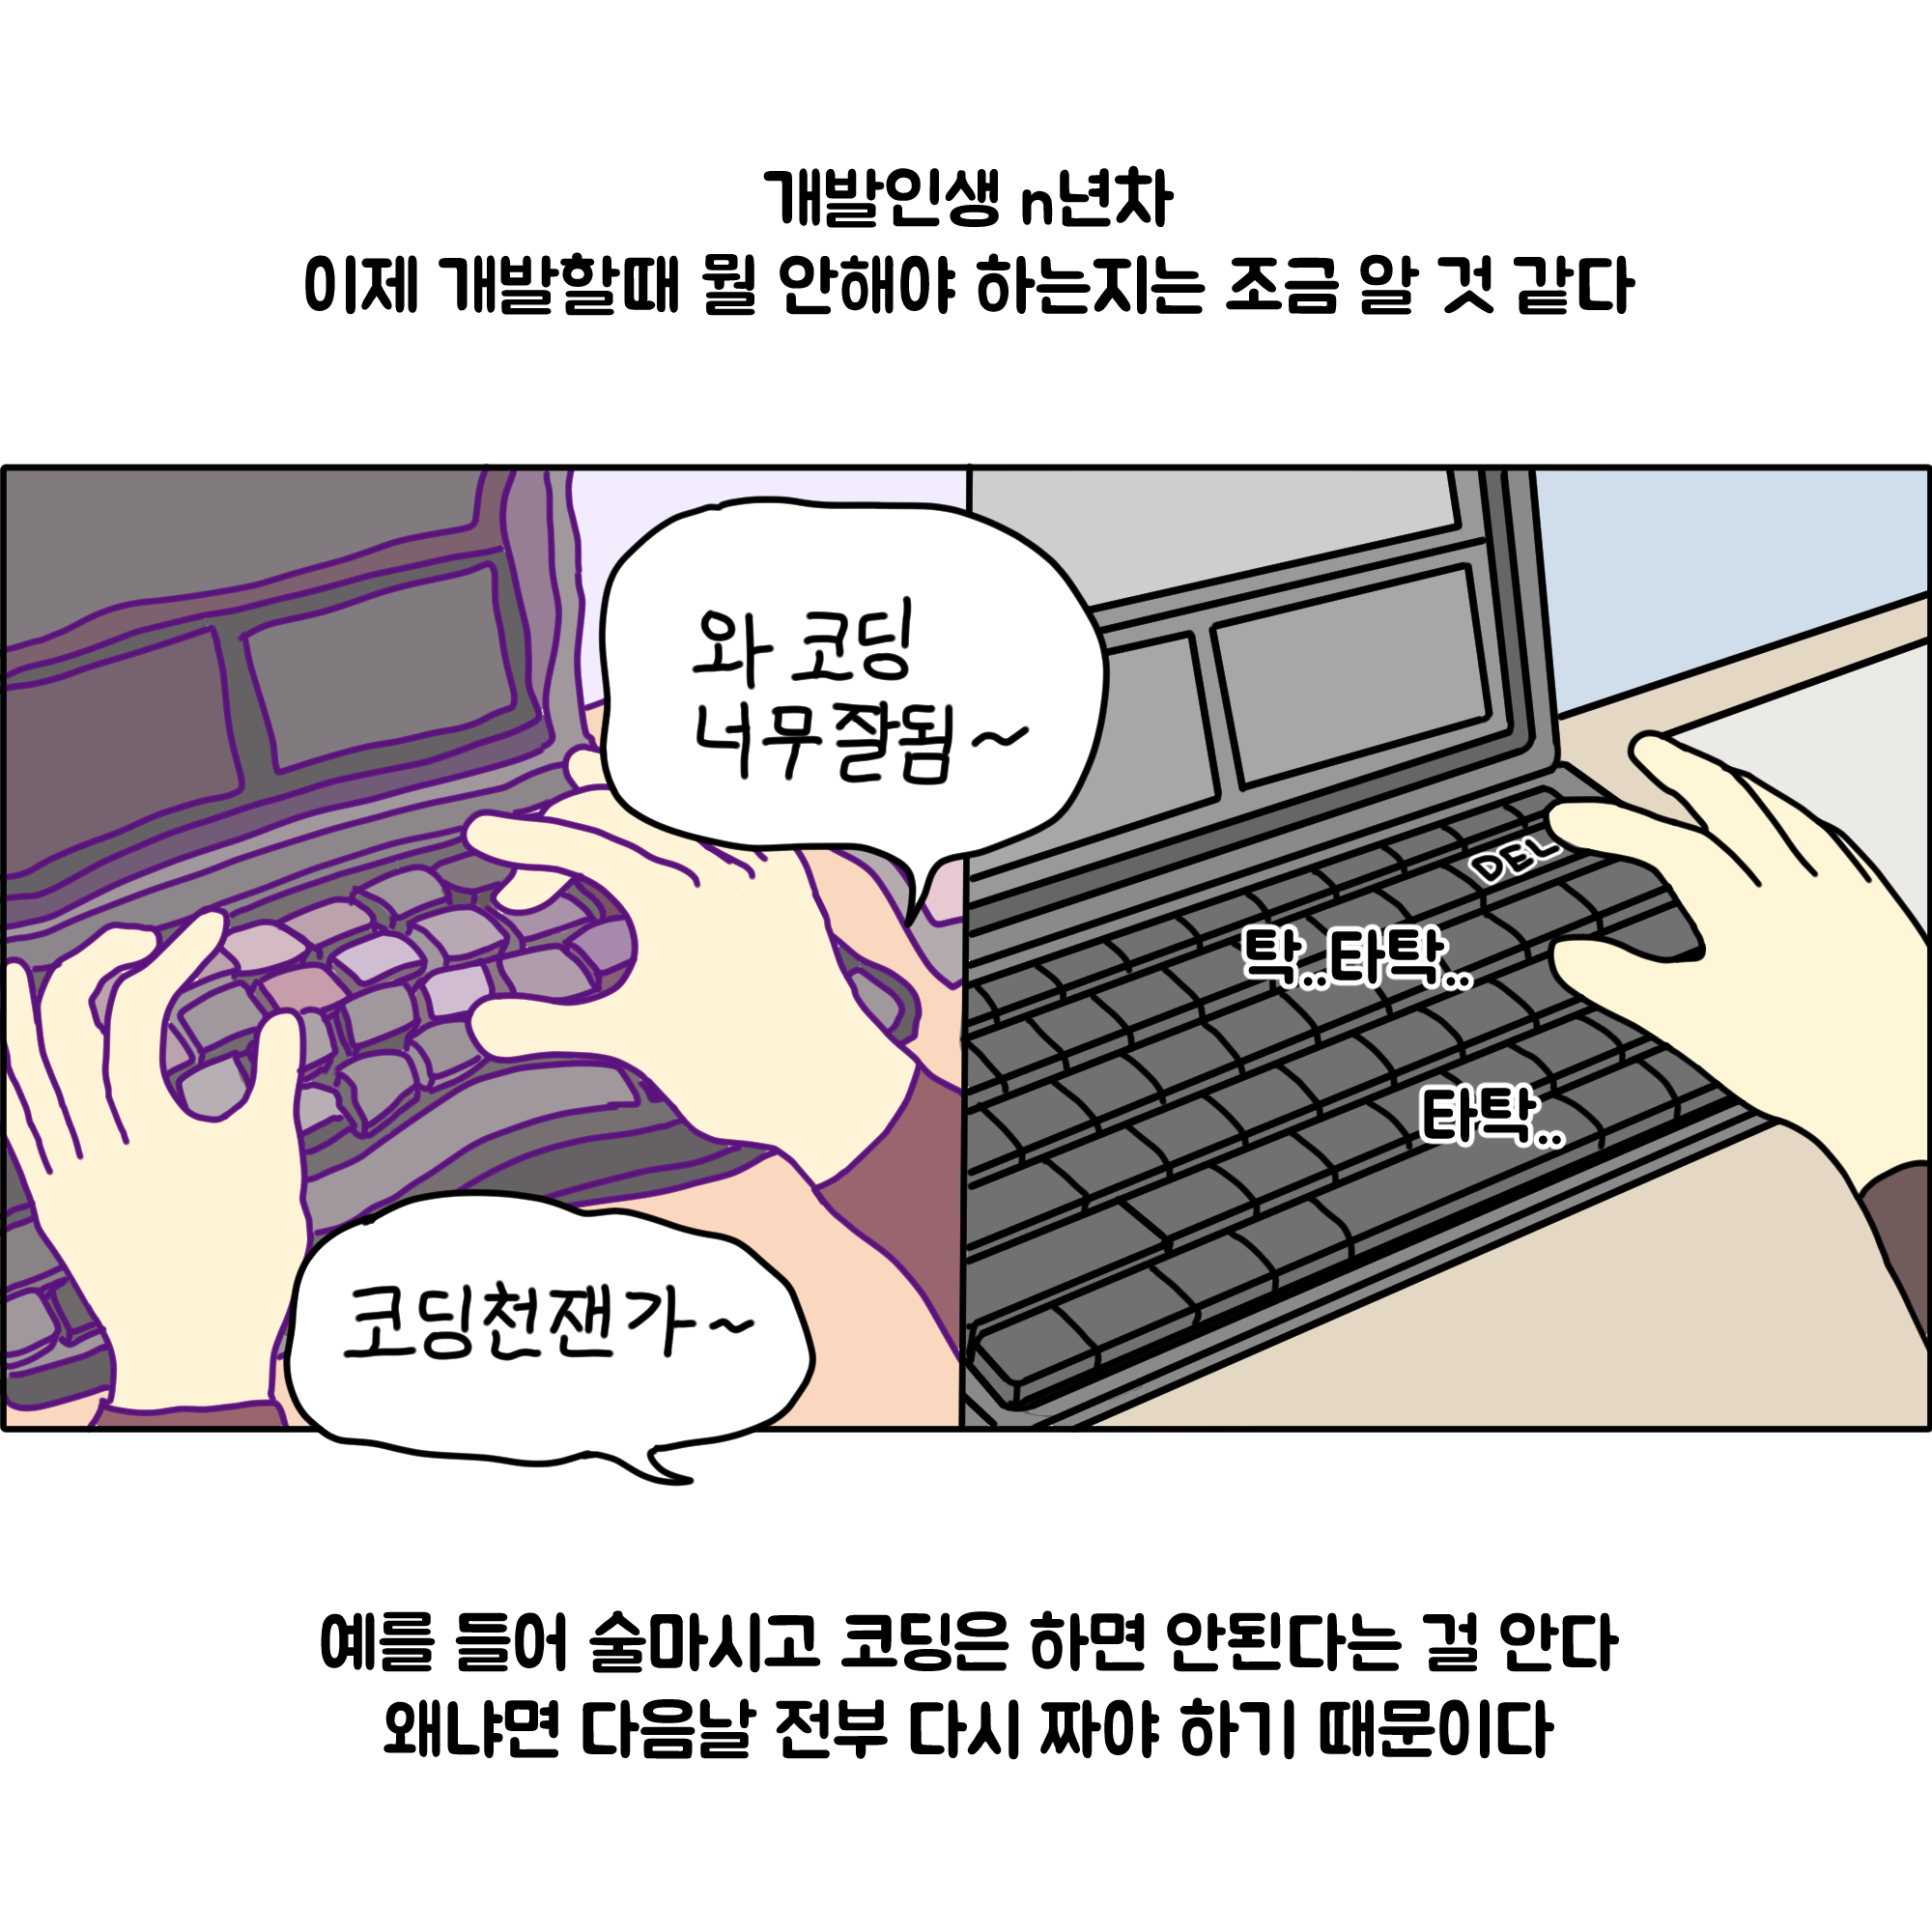 개발인생 n년차
이제 개발할때 뭘 안해야 하는지는 조금 알 것 같다
와 코딩
너무잘됨~
코딩천잰가~
DEL
톽..타탁..
타탁..
예를 들어 술마시고 코딩은 하면 안된다는 걸 안다
왜냐면 다음날 전부 다시 짜야 하기 때문이다